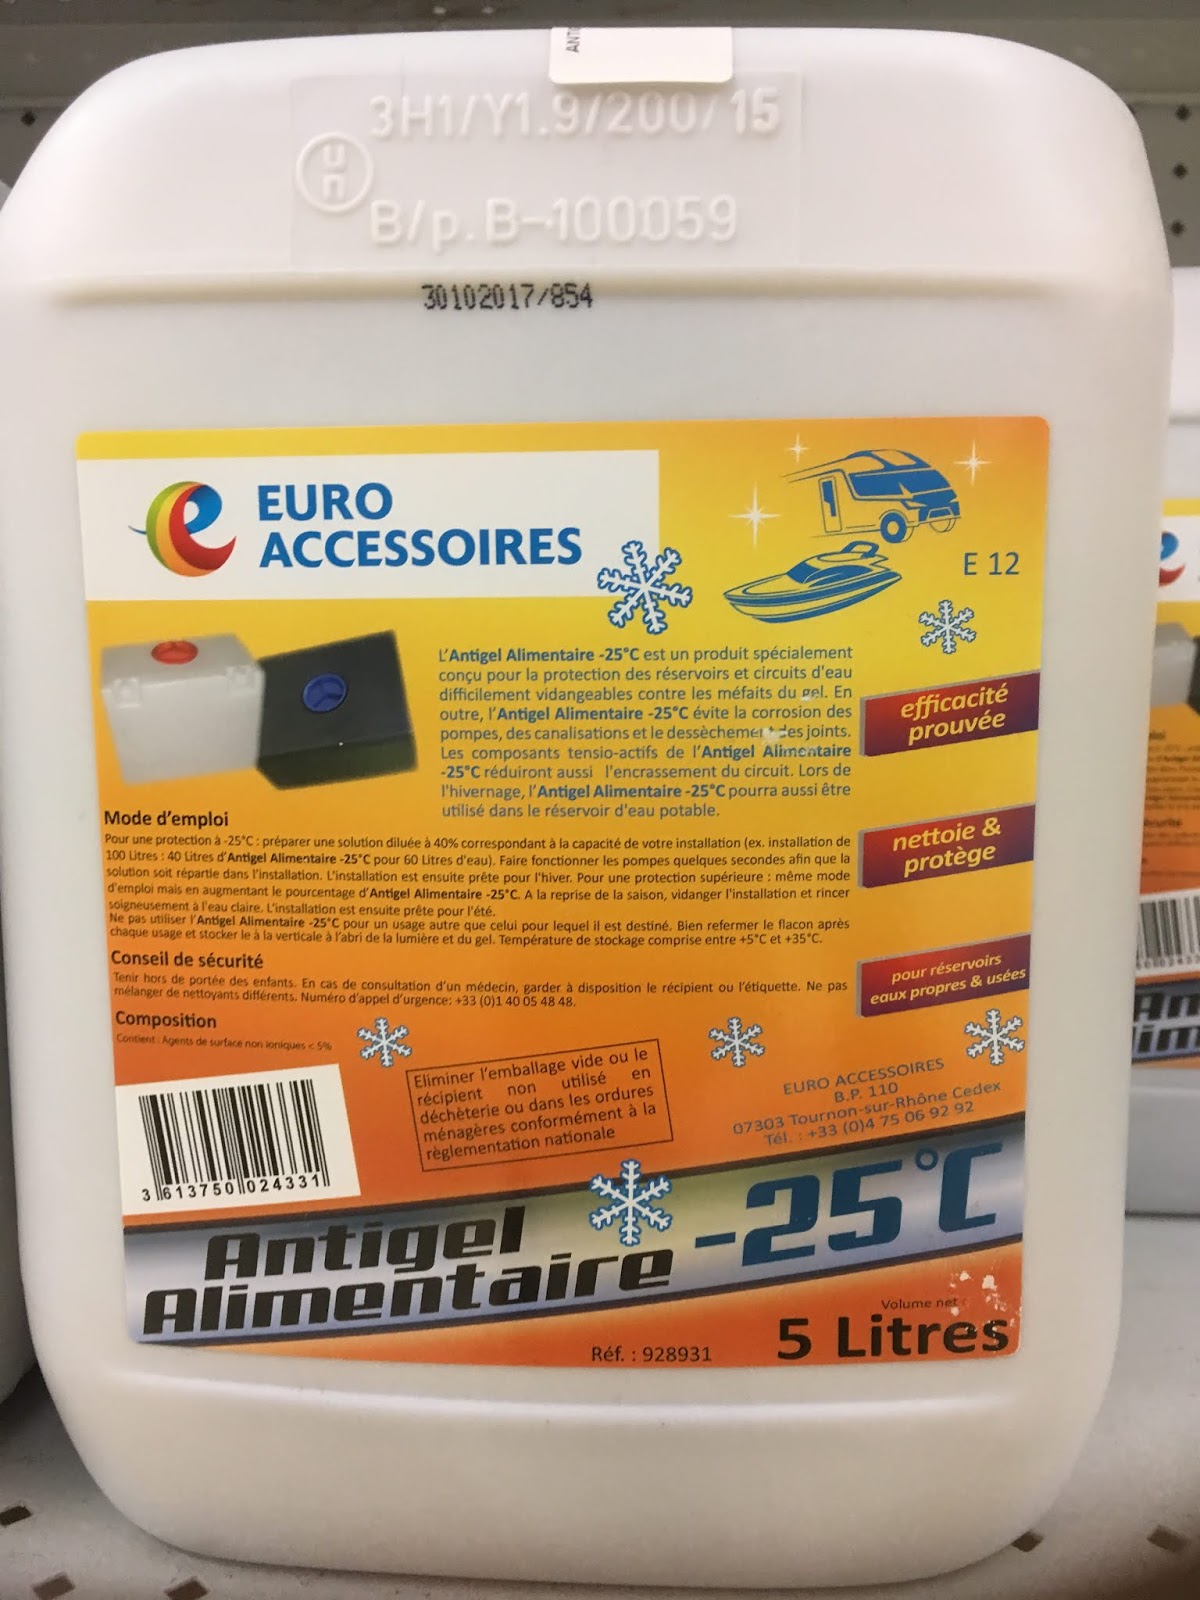 ANTI
3H1/Y1.9/200/15
un
B/p.B-100059
30102017/854
EURO
ACCESSOIRES
E 12
L'Antigel Alimentaire -25°C est un produit spécialement
conçu pour la protection des réservoirs et circuits d'eau
difficilement vidangeables contre les méfaits du gel. En
outre, l'Antigel Alimentaire -25°C évite la corrosion des
pompes, des canalisations et le dessèchement des joints.
Les composants tensio-actifs de l'Antigel Alimentaire
-25°C réduiront aussi l'encrassement du circuit. Lors de
l'hivernage, l'Antigel Alimentaire -25°C pourra aussi être
utilisé dans le réservoir d'eau potable.
efficacité
prouvée
nettoie &
protège
pour réservoirs
eaux propres & usées
Mode d'emploi
Pour une protection à -25°C : préparer une solution diluée à 40% correspondant à la capacité de votre installation (ex. installation de
100 Litres : 40 Litres d'Antigel Alimentaire -25°C pour 60 Litres d'eau). Faire fonctionner les pompes quelques secondes afin que la
solution soit répartie dans l'installation. L'installation est ensuite prête pour l'hiver. Pour une protection supérieure : même mode
d'emploi mais en augmentant le pourcentage d'Antigel Alimentaire -25°C. A la reprise de la saison, vidanger l'installation et rincer
soigneusement à l'eau claire. L'installation est ensuite prête pour l'été.
Ne pas utiliser l'Antigel Alimentaire -25°C pour un usage autre que celui pour lequel il est destiné. Bien refermer le flacon après
chaque usage et stocker le à la verticale à l'abri de la lumière et du gel. Température de stockage comprise entre +5°C et +35°C.
Conseil de sécurité
Tenir hors de portée des enfants. En cas de consultation d'un médecin, garder à disposition le récipient ou l'étiquette. Ne pas
mélanger de nettoyants différents. Numéro d'appel d'urgence: +33 (0)1 40 05 48 48.
Composition
Contient : Agents de surface non ioniques < 5%
3 613750 024331
Eliminer l'emballage vide ou le
récipient non utilisé en
déchèterie ou dans les ordures
ménagères conformément à la
règlementation nationale
EURO ACCESSOIRES
B.P. 110
07303 Tournon-sur-Rhône Cedex
Tél. : +33 (0)4 75 06 92 92
Antigel
Alimentaire -25°C
Volume net
5 Litres
Réf. : 928931